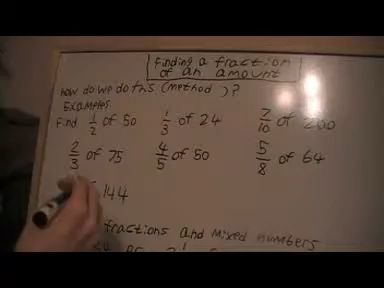 Finding a fraction
of an amount
How do we do this (method )?
Examples
Find 1/2 of 50 1/3 of 24 7/10 of 200
2/3 of 75 4/5 of 50 5/8 of 64
144
fractions and mixed numbers